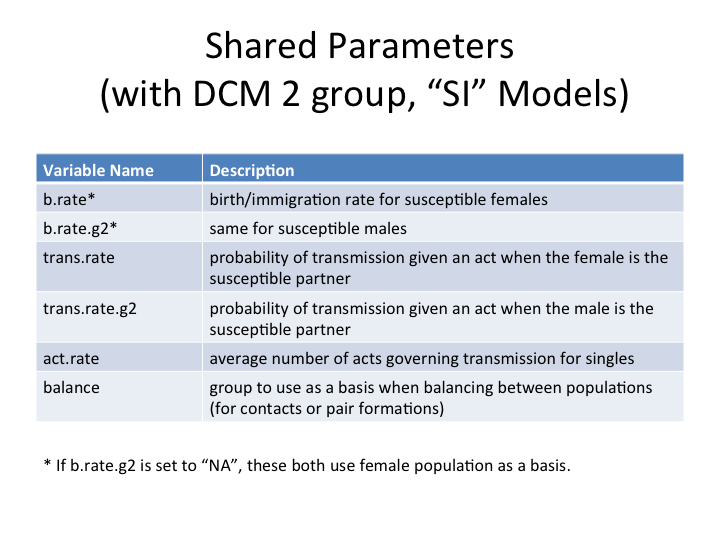 Shared Parameters
(with DCM 2 group, “SI” Models)
Variable Name Description
b.rate* birth/immigration rate for susceptible females
b.rate.g2* same for susceptible males
trans.rate probability of transmission given an act when the female is the
susceptible partner
trans.rate.g2 probability of transmission given an act when the male is the
susceptible partner
act.rate average number of acts governing transmission for singles
balance group to use as a basis when balancing between populations
(for contacts or pair formations)
* If b.rate.g2 is set to “NA”, these both use female population as a basis.